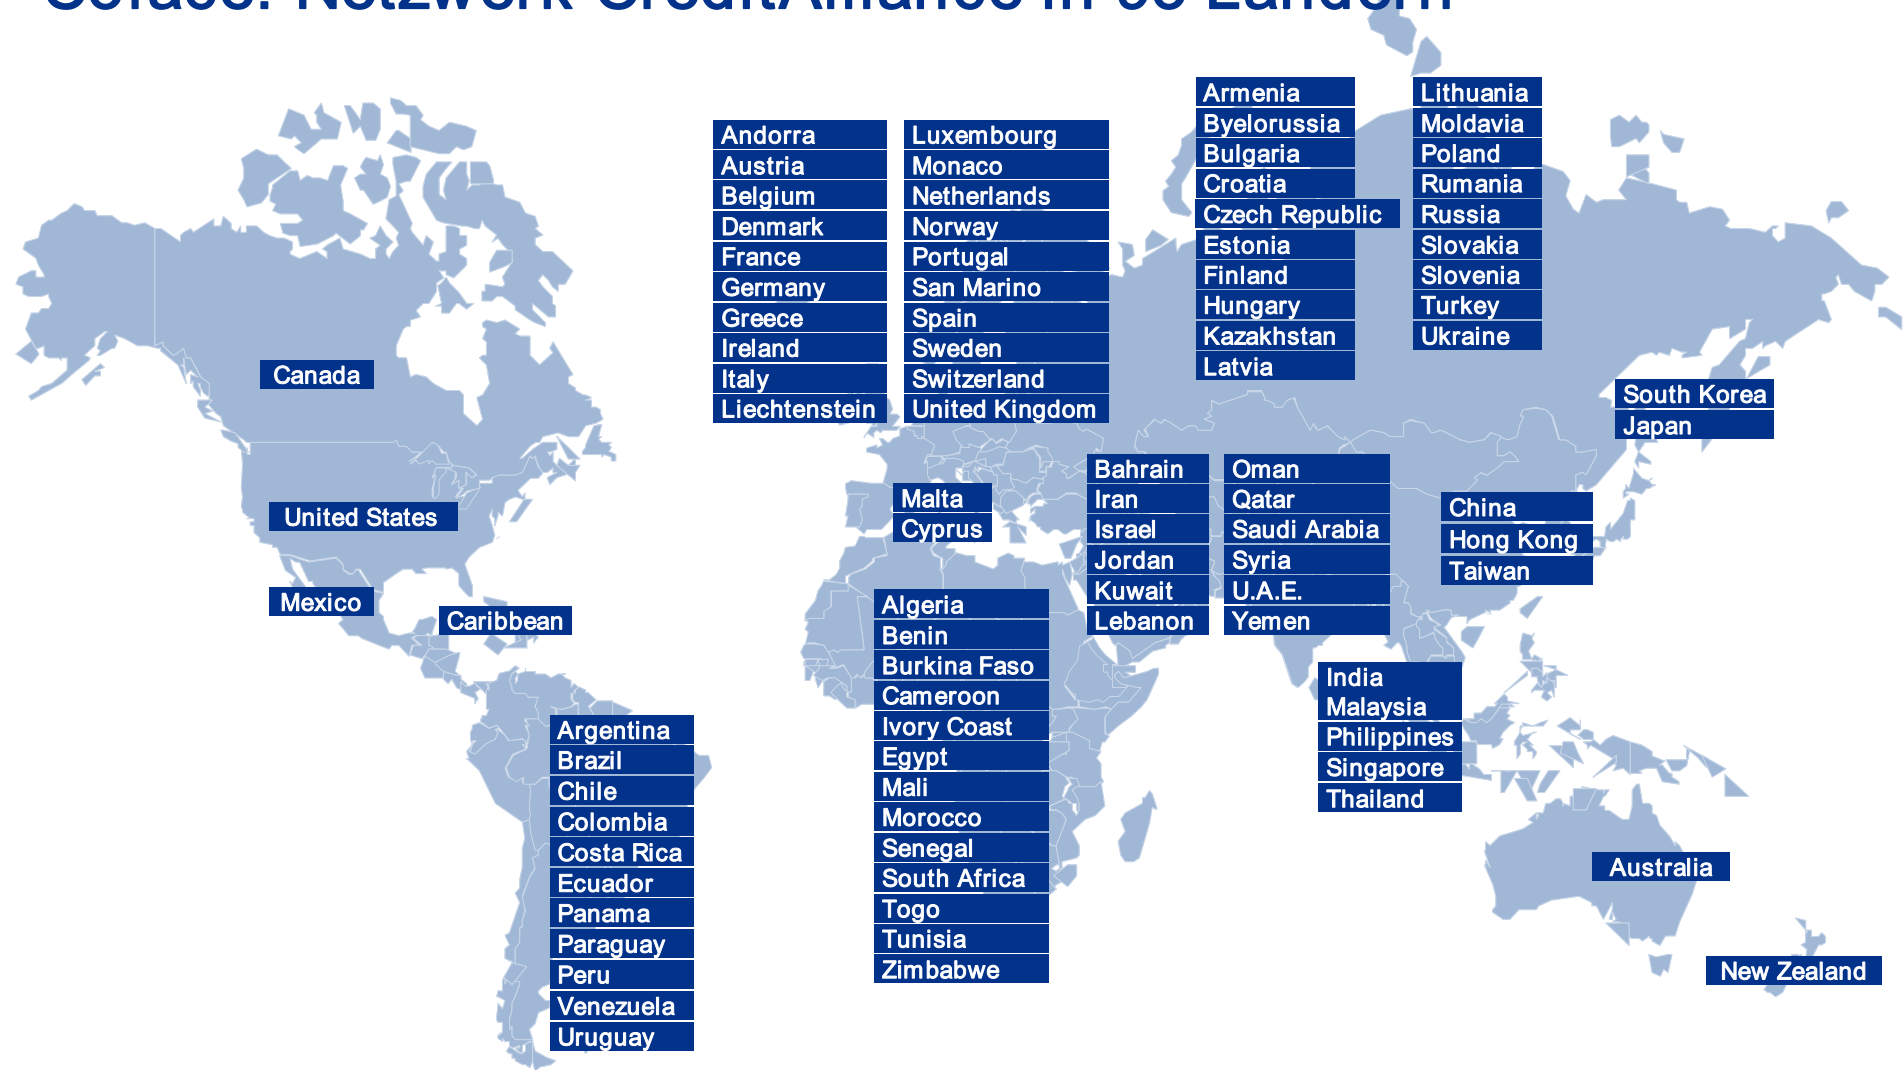 Coface: Netzwerk CreditAlliance in
Ländern
Canada
United States
Mexico
Caribbean
Argentina
Brazil
Chile
Colombia
Costa Rica
Ecuador
Panama
Paraguay
Peru
Venezuela
Uruguay
Andorra
Austria
Belgium
Denmark
France
Germany
Greece
Ireland
Italy
Liechtenstein
Luxembourg
Monaco
Netherlands
Norway
Portugal
San Marino
Spain
Sweden
Switzerland
United Kingdom
Malta
Cyprus
Algeria
Benin
Burkina Faso
Cameroon
Ivory Coast
Egypt
Mali
Morocco
Senegal
South Africa
Togo
Tunisia
Zimbabwe
Armenia
Byelorussia
Bulgaria
Croatia
Czech Republic
Estonia
Finland
Hungary
Kazakhstan
Latvia
Lithuania
Moldavia
Poland
Rumania
Russia
Slovakia
Slovenia
Turkey
Ukraine
Bahrain
Iran
Israel
Jordan
Kuwait
Lebanon
Oman
Qatar
Saudi Arabia
Syria
U.A.E.
Yemen
South Korea
Japan
China
Hong Kong
Taiwan
India
Malaysia
Philippines
Singapore
Thailand
Australia
New Zealand